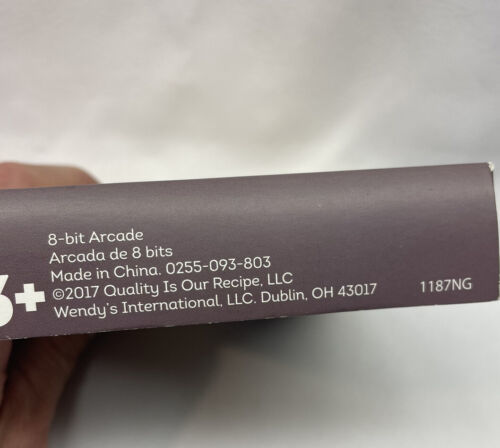 8-bit Arcade
Arcada de 8 bits
Made in China. 0255-093-803
©2017 Quality Is Our Recipe, LLC
Wendy's International, LLC. Dublin, OH 43017
1187NG
3+